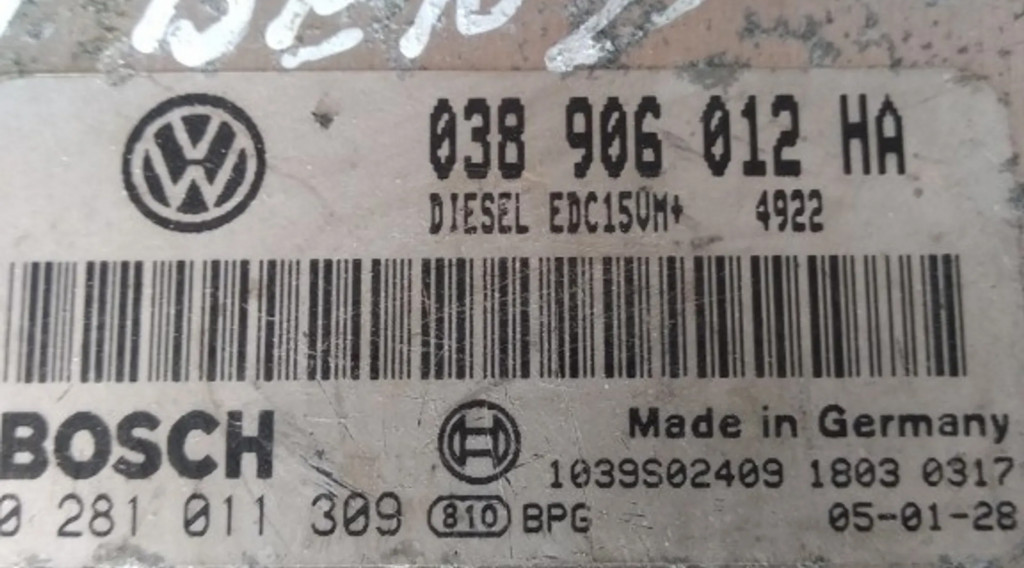 038 906 012 HA
DIESEL EDC15VM+ 4922
BOSCH
Made in Germany
1039S02409 1803 0317
0 281 011 309 810 BPG 05-01-28